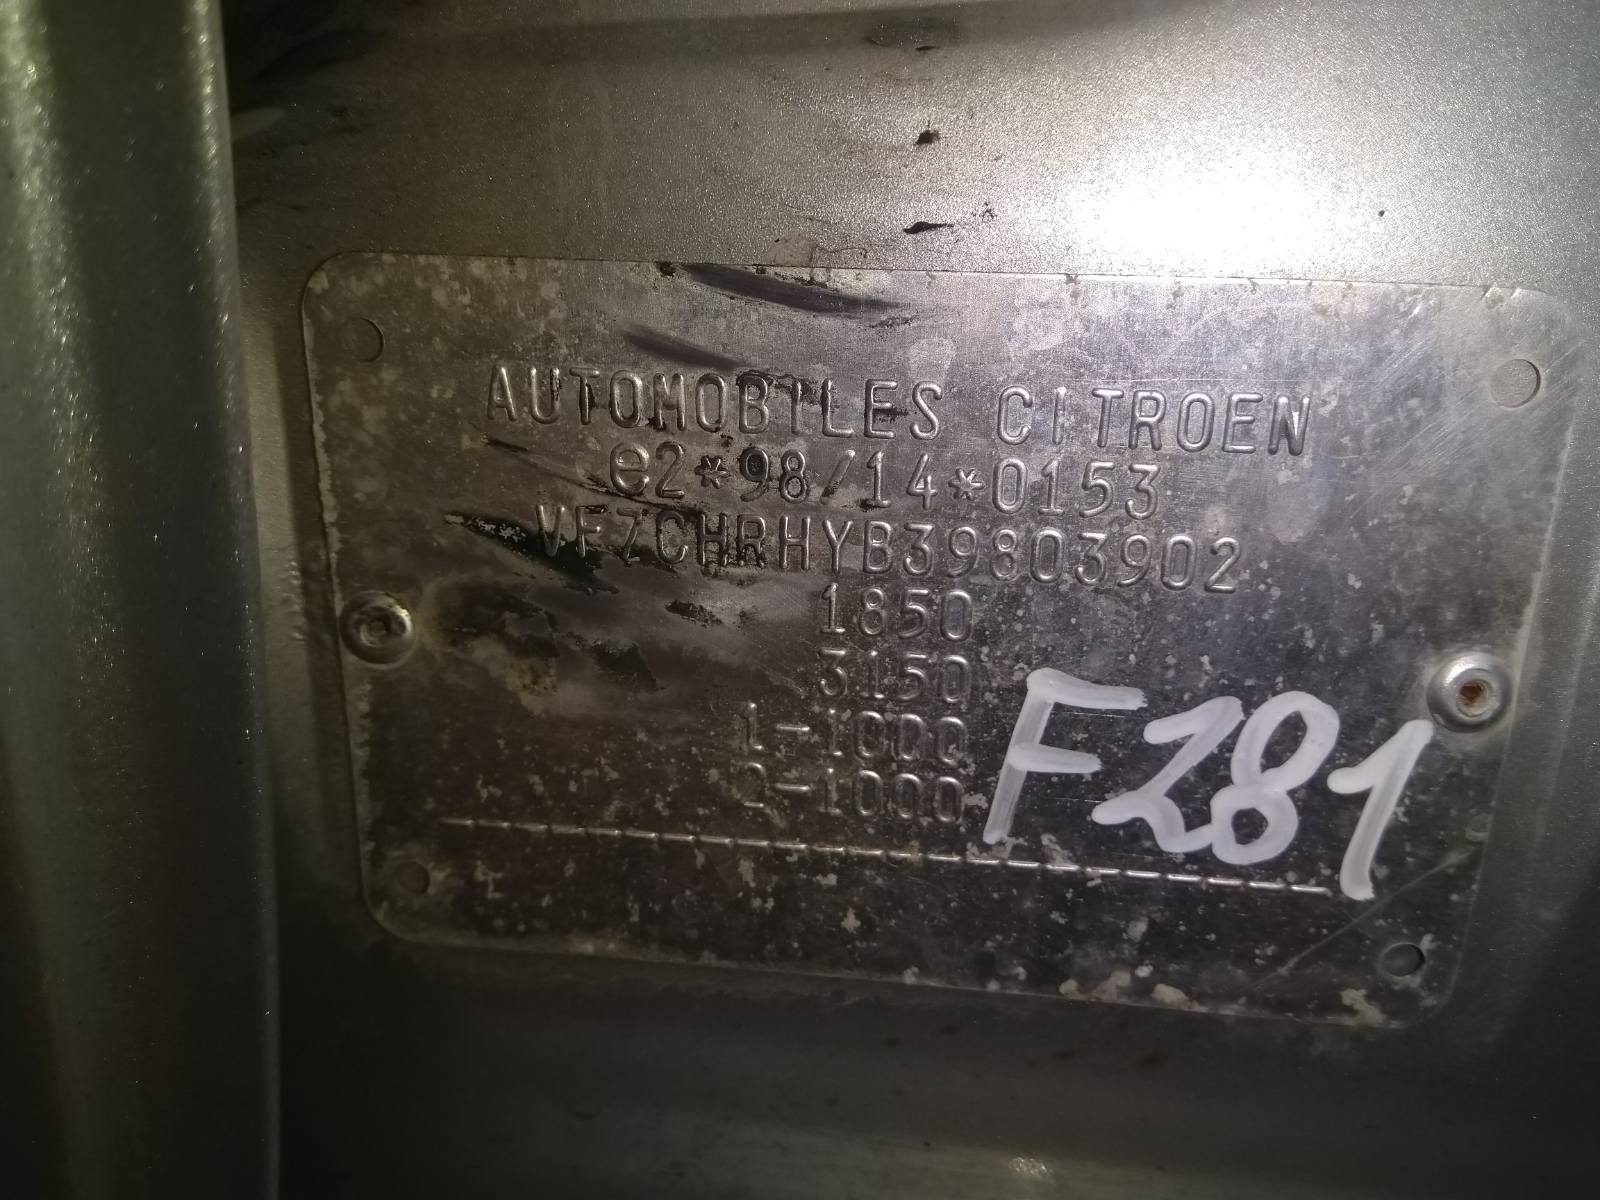 AUTOMOBILES CITROEN
e2*98/14*0153
VF7CHRHYB39803902
1850
3150
1-1000
2-1000
F281